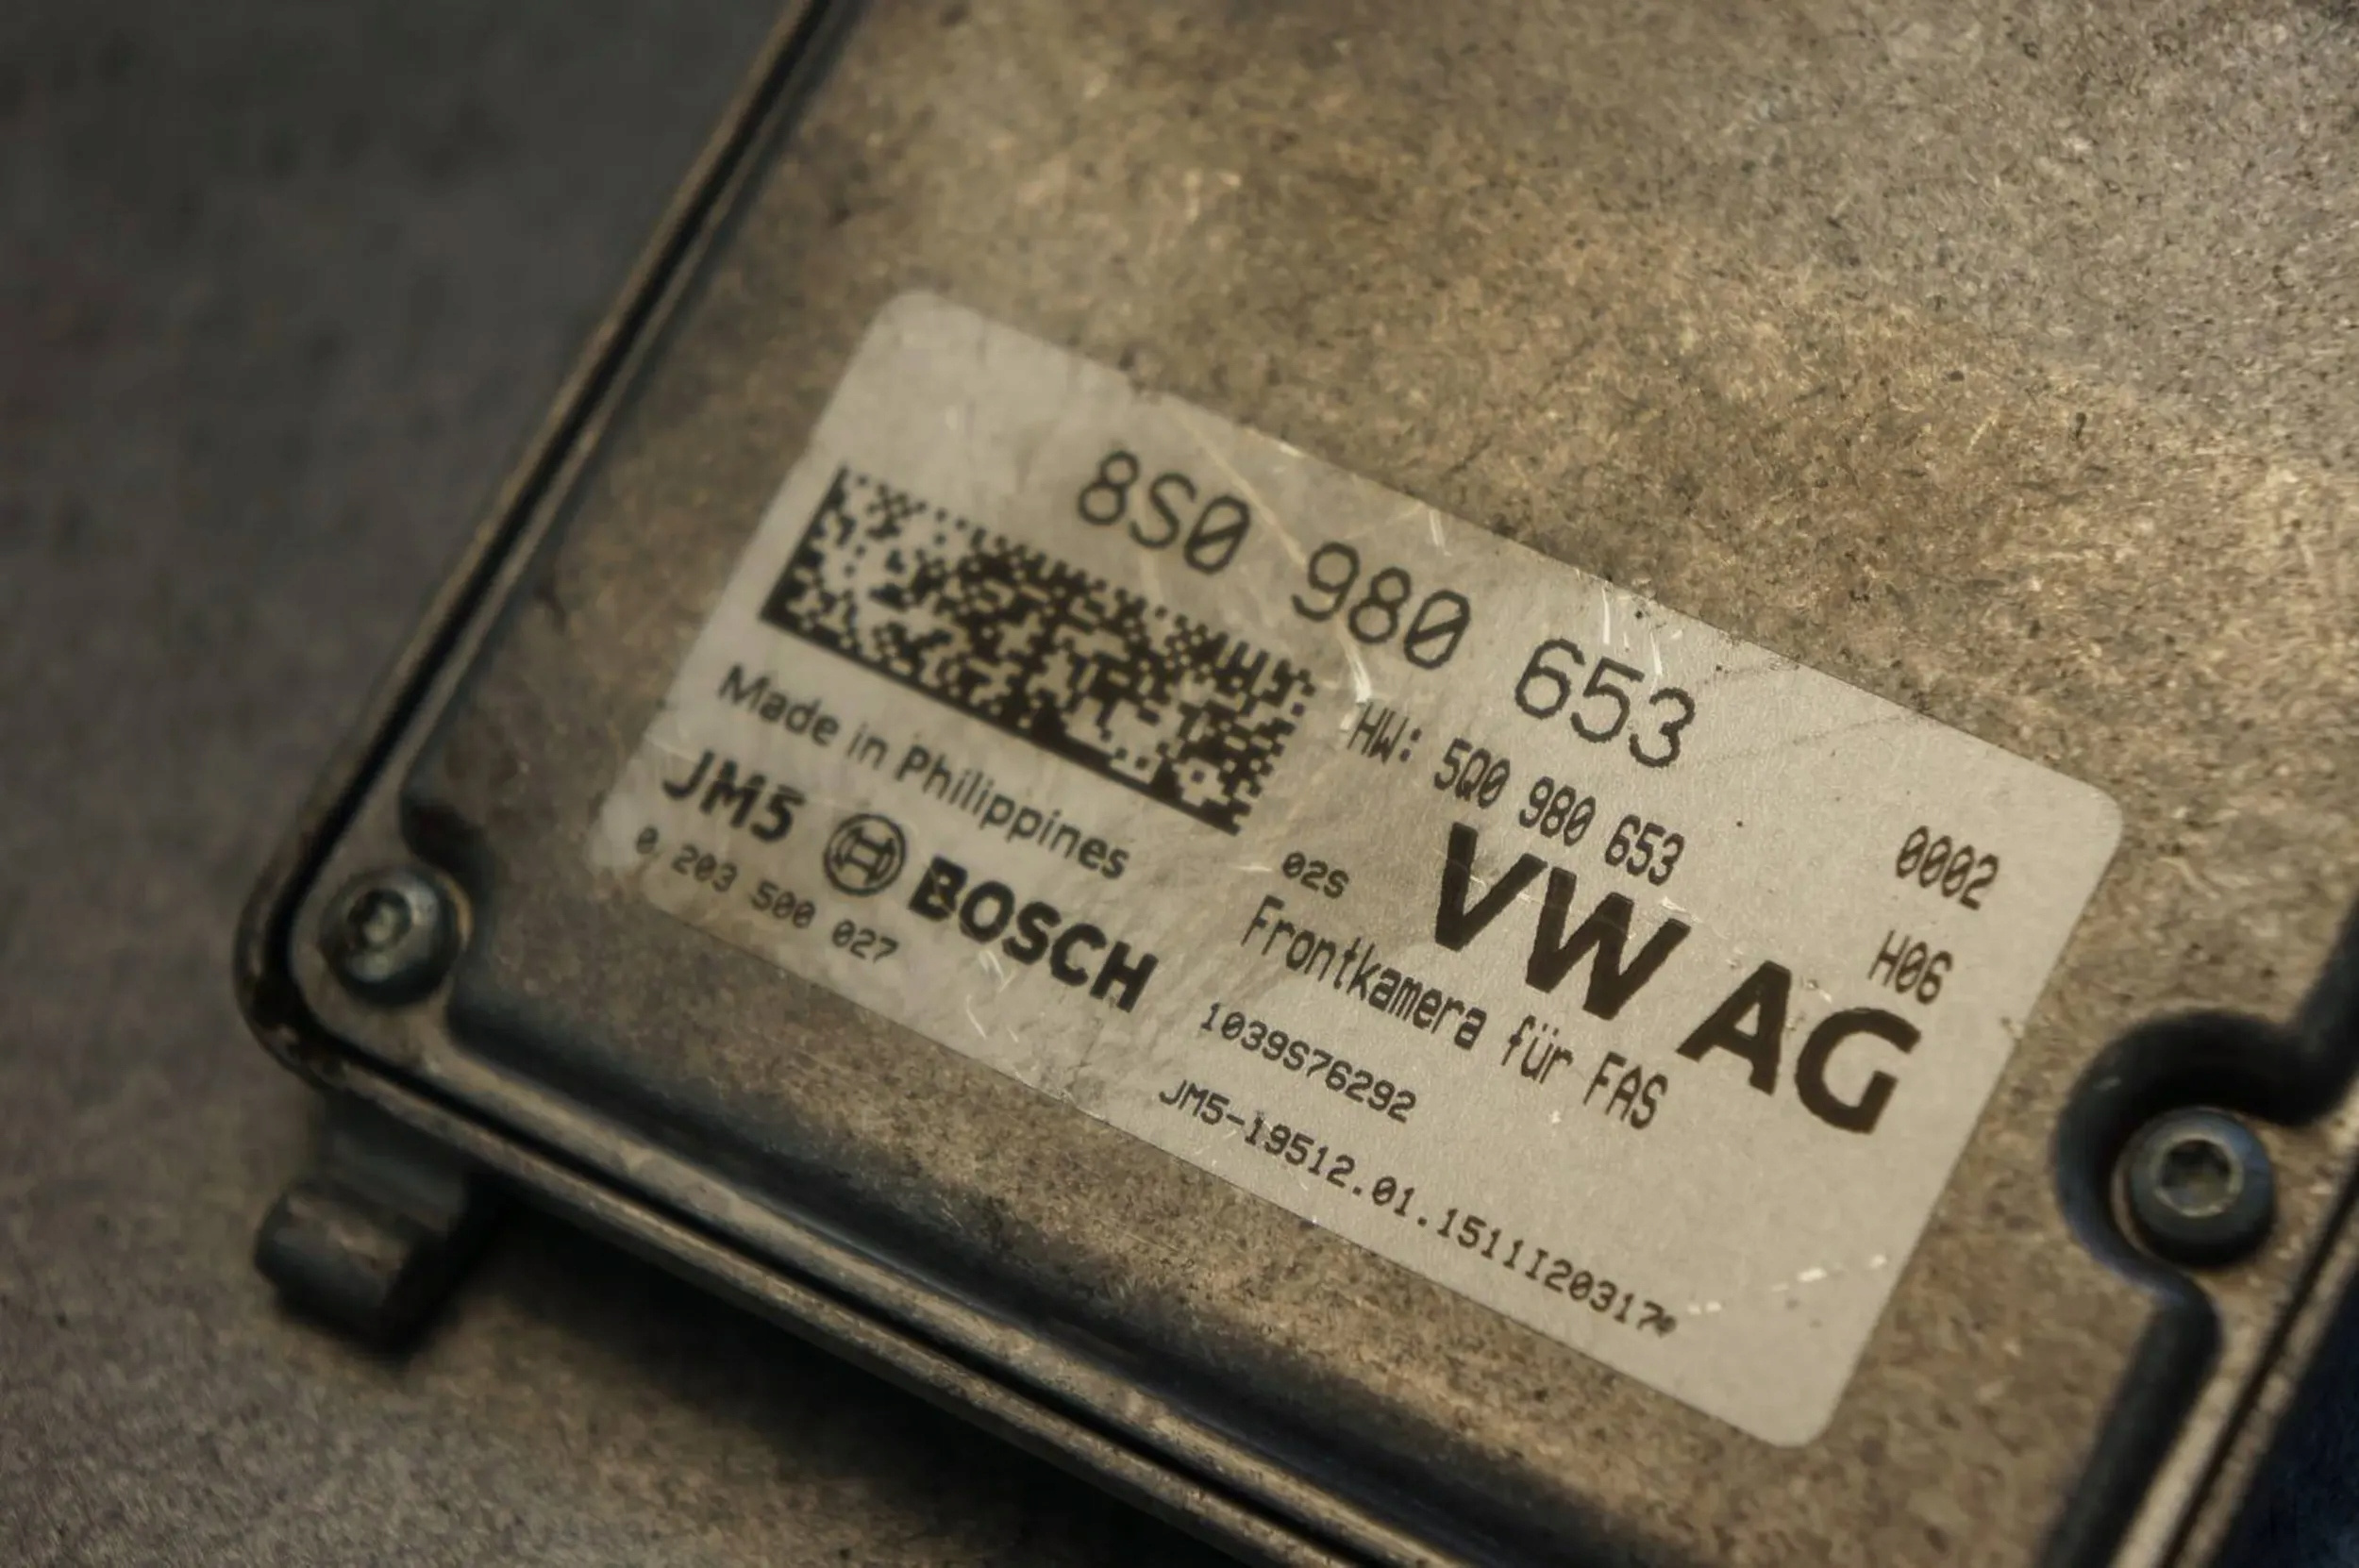 8S0 980 653
HW: 5Q0 980 653
0002
02S
VW AG
H06
Frontkamera für FAS
Made in Philippines
JM5 BOSCH
0 203 500 027
1039S76292
JM5-19512.01.1511I20317*